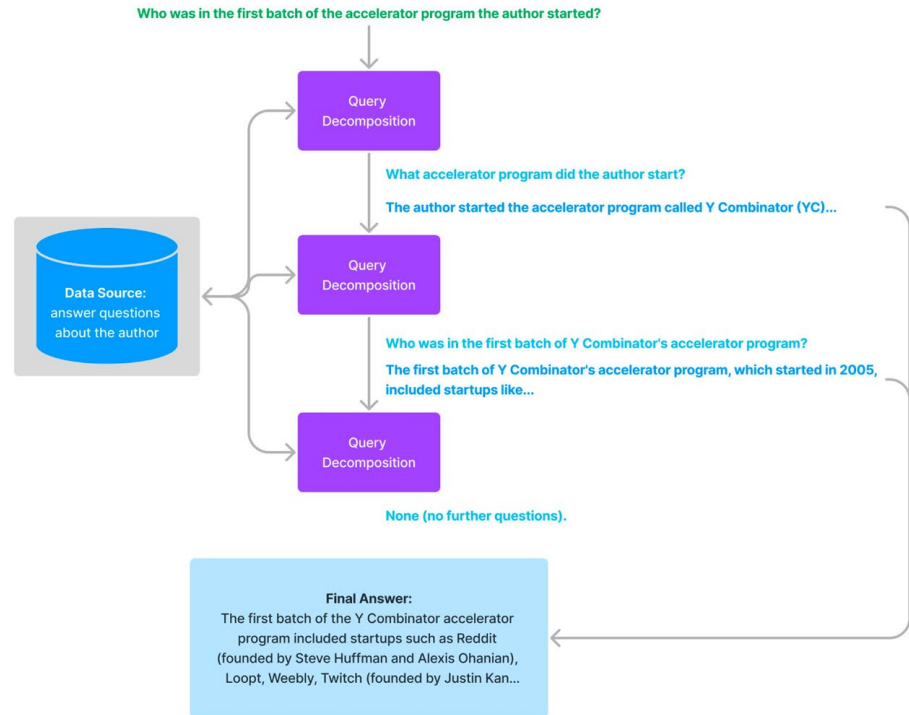 Who was in the first batch of the accelerator program the author started?
Query
Decomposition
What accelerator program did the author start?
The author started the accelerator program called Y Combinator (YC)...
Data Source:
answer questions
about the author
Query
Decomposition
Who was in the first batch of Y Combinator's accelerator program?
The first batch of Y Combinator's accelerator program, which started in 2005,
included startups like...
Query
Decomposition
None (no further questions).
Final Answer:
The first batch of the Y Combinator accelerator
program included startups such as Reddit
(founded by Steve Huffman and Alexis Ohanian),
Loopt, Weebly, Twitch (founded by Justin Kan...